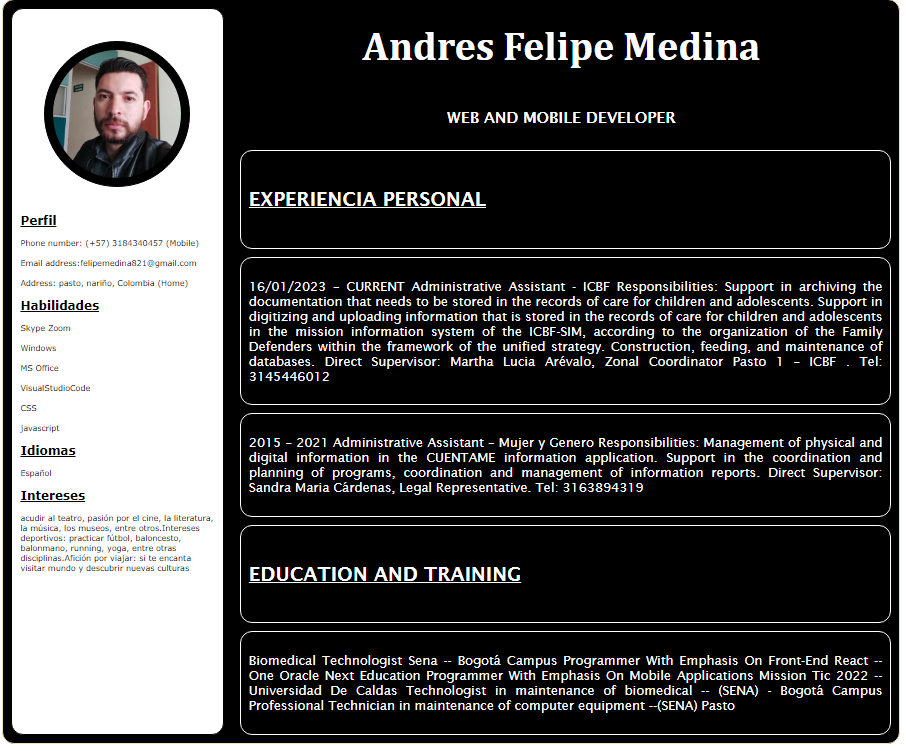 Andres Felipe Medina
WEB AND MOBILE DEVELOPER
Perfil
Phone number: (+57) 3184340457 (Mobile)
Email address:felipemedina821@gmail.com
Address: pasto, nariño, Colombia (Home)
Habilidades
Skype Zoom
Windows
MS Office
VisualStudioCode
CSS
javascript
Idiomas
Español
Intereses
acudir al teatro, pasión por el cine, la literatura,
la música, los museos, entre otros.Intereses
deportivos: practicar fútbol, baloncesto,
balonmano, running, yoga, entre otras
disciplinas.Afición por viajar: si te encanta
visitar mundo y descubrir nuevas culturas
EXPERIENCIA PERSONAL
16/01/2023 – CURRENT Administrative Assistant - ICBF Responsibilities: Support in archiving the
documentation that needs to be stored in the records of care for children and adolescents. Support in
digitizing and uploading information that is stored in the records of care for children and adolescents
in the mission information system of the ICBF-SIM, according to the organization of the Family
Defenders within the framework of the unified strategy. Construction, feeding, and maintenance of
databases. Direct Supervisor: Martha Lucia Arévalo, Zonal Coordinator Pasto 1 – ICBF . Tel:
3145446012
2015 – 2021 Administrative Assistant – Mujer y Genero Responsibilities: Management of physical and
digital information in the CUENTAME information application. Support in the coordination and
planning of programs, coordination and management of information reports. Direct Supervisor:
Sandra Maria Cárdenas, Legal Representative. Tel: 3163894319
EDUCATION AND TRAINING
Biomedical Technologist Sena -- Bogotá Campus Programmer With Emphasis On Front-End React --
One Oracle Next Education Programmer With Emphasis On Mobile Applications Mission Tic 2022 --
Universidad De Caldas Technologist in maintenance of biomedical -- (SENA) - Bogotá Campus
Professional Technician in maintenance of computer equipment --(SENA) Pasto